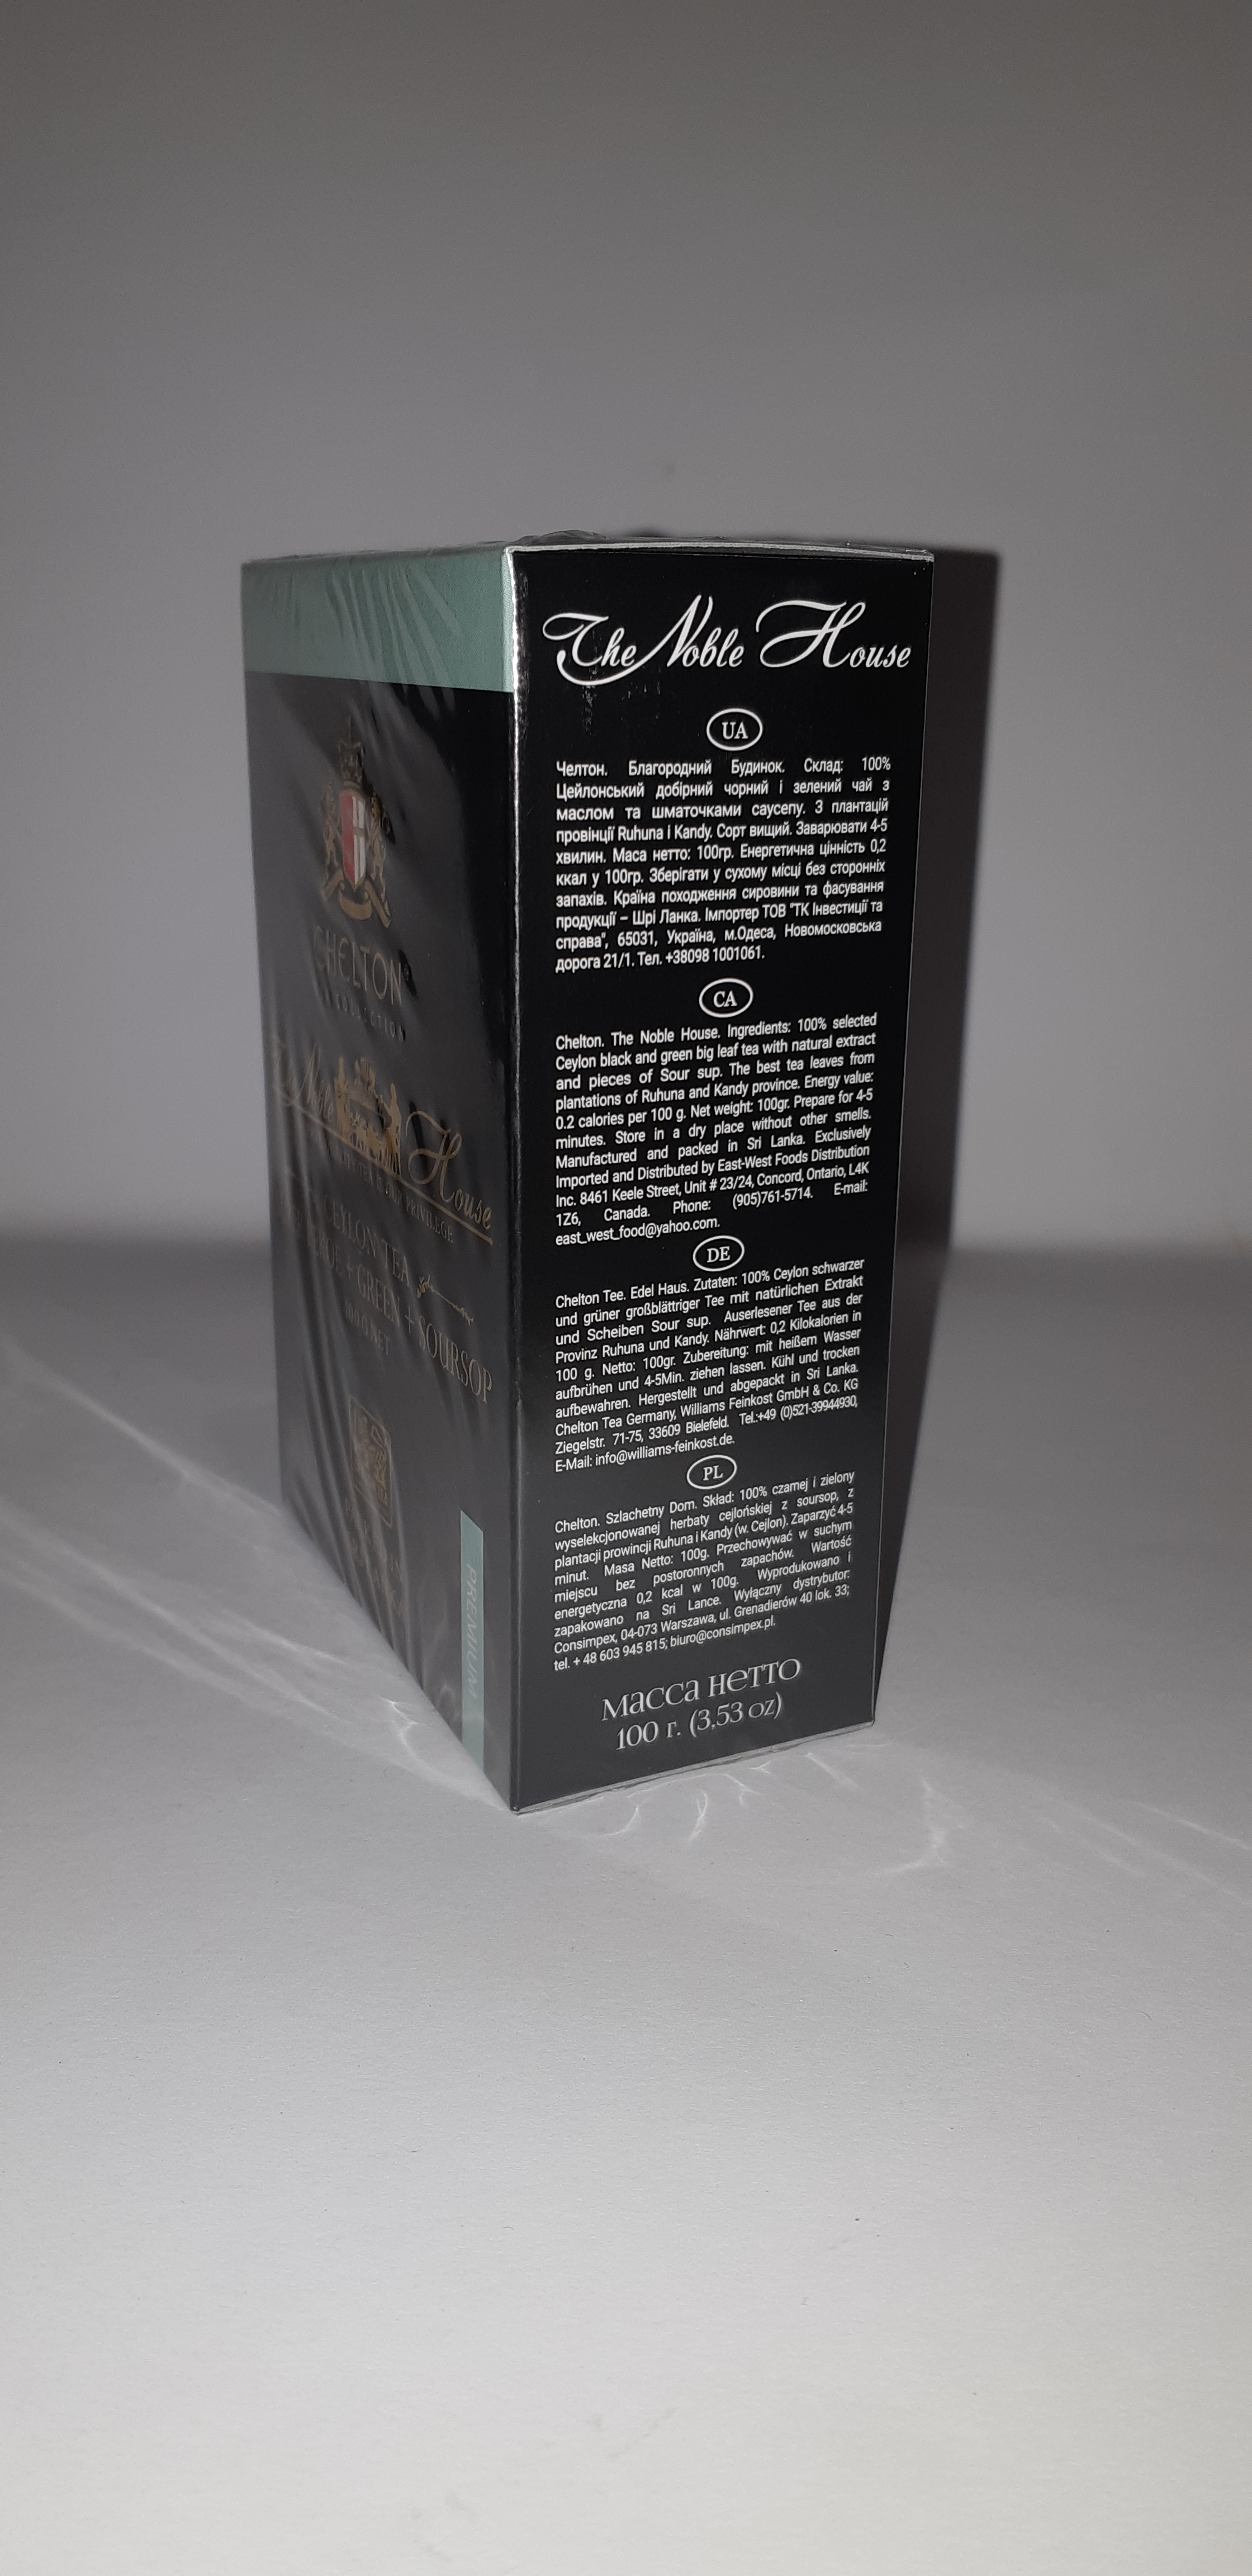 CHELTON
House
CEYLON TEA
GREEN + SOURSOP
PREMIUM
The Noble House
UA
Челтон. Благородний Будинок. Склад: 100%
Цейлонський добірний чорний і зелений чай з
маслом та шматочками саусепу. З плантацій
провінції Ruhuna і Kandy. Сорт вищий. Заварювати 4-5
хвилин. Маса нетто: 100гр. Енергетична цінність 0,2
ккал у 100гр. Зберігати у сухому місці без сторонніх
запахів. Країна походження сировини та фасування
продукції – Шрі Ланка. Імпортер ТОВ "ТК Інвестиції та
справа", 65031, Україна, м.Одеса, Новомосковська
дорога 21/1. Тел. +38098 1001061.
CA
Chelton. The Noble House. Ingredients: 100% selected
Ceylon black and green big leaf tea with natural extract
and pieces of Sour sup. The best tea leaves from
plantations of Ruhuna and Kandy province. Energy value:
0.2 calories per 100 g. Net weight: 100gr. Prepare for 4-5
minutes. Store in a dry place without other smells.
Manufactured and packed in Sri Lanka. Exclusively
Imported and Distributed by East-West Foods Distribution
Inc. 8461 Keele Street, Unit # 23/24, Concord, Ontario, L4K
1Z6, Canada. Phone: (905)761-5714. E-mail:
east_west_food@yahoo.com.
DE
Chelton Tee. Edel Haus. Zutaten: 100% Ceylon schwarzer
und grüner großblättriger Tee mit natürlichen Extrakt
und Scheiben Sour sup. Auserlesener Tee aus der
Provinz Ruhuna und Kandy. Nährwert: 0,2 Kilokalorien in
100 g. Netto: 100gr. Zubereitung: mit heißem Wasser
aufbrühen und 4-5Min. ziehen lassen. Kühl und trocken
aufbewahren. Hergestellt und abgepackt in Sri Lanka.
Chelton Tea Germany, Williams Feinkost GmbH & Co. KG
Ziegelstr. 71-75, 33609 Bielefeld. Tel.:+49 (0)521-39944930,
E-Mail: info@williams-feinkost.de.
PL
Chelton. Szlachetny Dom. Skład: 100% czarnej i zielony
wyselekcjonowanej herbaty cejlońskiej z soursop, z
plantacji prowincji Ruhuna i Kandy (w. Cejlon). Zaparzyć 4-5
minut. Masa Netto: 100g. Przechowywać w suchym
miejscu bez postoronnych zapachów. Wartość
energetyczna 0,2 kcal w 100g. Wyprodukowano i
zapakowano na Sri Lance. Wyłączny dystrybutor:
Consimpex, 04-073 Warszawa, ul. Grenadierów 40 lok. 33;
tel. + 48 603 945 815; biuro@consimpex.pl.
Масса нетто
100 г. (3,53 oz)